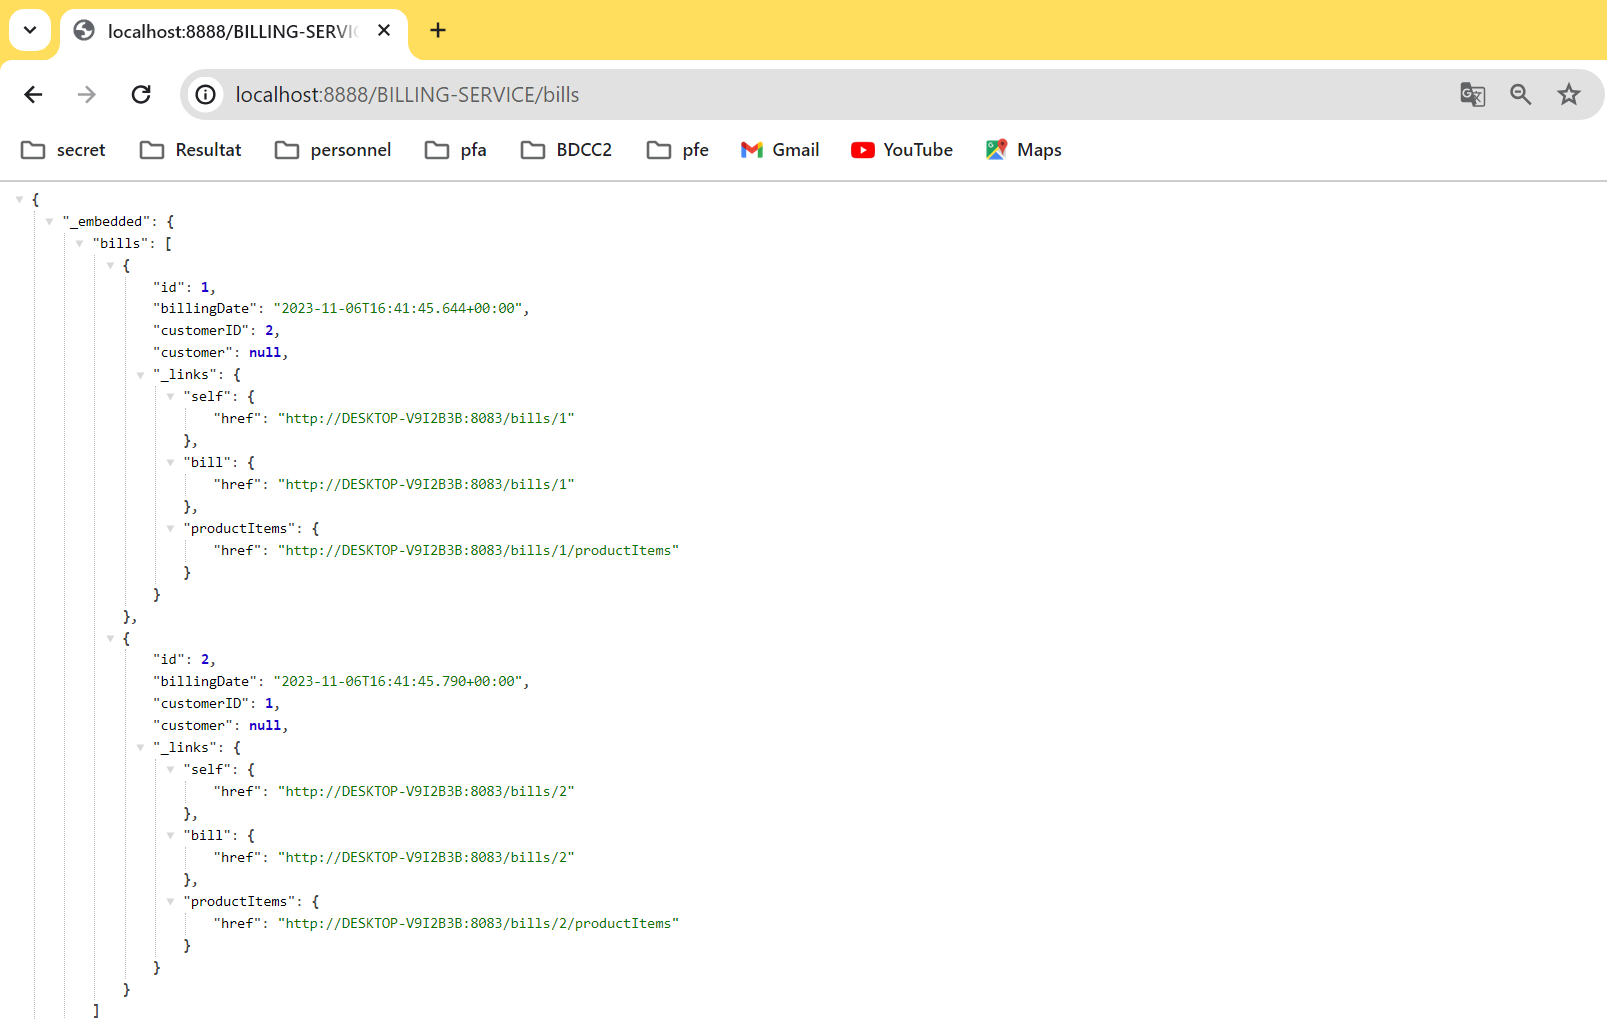 localhost:8888/BILLING-SERVI
localhost:8888/BILLING-SERVICE/bills
secret Resultat personnel pfa BDCC2 pfe Gmail YouTube Maps
{
"_embedded": {
"bills": [
{
"id": 1,
"billingDate": "2023-11-06T16:41:45.644+00:00",
"customerID": 2,
"customer": null,
"_links": {
"self": {
"href": "http://DESKTOP-V9I2B3B:8083/bills/1"
},
"bill": {
"href": "http://DESKTOP-V9I2B3B:8083/bills/1"
},
"productItems": {
"href": "http://DESKTOP-V9I2B3B:8083/bills/1/productItems"
}
}
},
{
"id": 2,
"billingDate": "2023-11-06T16:41:45.790+00:00",
"customerID": 1,
"customer": null,
"_links": {
"self": {
"href": "http://DESKTOP-V9I2B3B:8083/bills/2"
},
"bill": {
"href": "http://DESKTOP-V9I2B3B:8083/bills/2"
},
"productItems": {
"href": "http://DESKTOP-V9I2B3B:8083/bills/2/productItems"
}
}
}
]